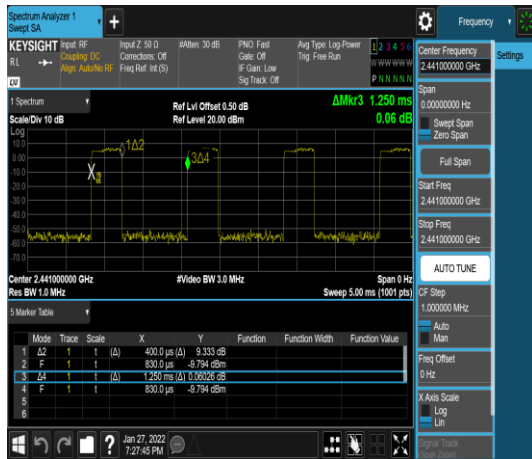 Spectrum Analyzer 1
Swept SA
Frequency
KEYSIGHT
RL
Input: RF
Coupling: DC
Align: Auto/No RF
Input Z: 50 Ω
Corrections: Off
Freq Ref: Int (S)
#Atten: 30 dB
PNO: Fast
Gate: Off
IF Gain: Low
Sig Track: Off
Avg Type: Log-Power
Trig: Free Run
1 2 3 4 5 6
W W W W W W
P N N N N N
LXI
1 Spectrum
Scale/Div 10 dB
Ref Lvl Offset 0.50 dB
Ref Level 20.00 dBm
ΔMkr3 1.250 ms
0.06 dB
Log
10.0
0.00
-10.0
-20.0
-30.0
-40.0
-50.0
-60.0
-70.0
1Δ2
3Δ4
Center 2.441000000 GHz
Res BW 1.0 MHz
#Video BW 3.0 MHz
Span 0 Hz
Sweep 5.00 ms (1001 pts)
5 Marker Table
Mode Trace Scale X Y Function Function Width Function Value
1 Δ2 1 t (Δ) 400.0 µs (Δ) 9.333 dB
2 F 1 t 830.0 µs -9.794 dBm
3 Δ4 1 t (Δ) 1.250 ms (Δ) 0.06026 dB
4 F 1 t 830.0 µs -9.794 dBm
5
6
Jan 27, 2022
7:27:45 PM
Center Frequency
2.441000000 GHz
Span
0.00000000 Hz
Swept Span
Zero Span
Full Span
Start Freq
2.441000000 GHz
Stop Freq
2.441000000 GHz
AUTO TUNE
CF Step
1.000000 MHz
Auto
Man
Freq Offset
0 Hz
X Axis Scale
Log
Lin
Signal Track
(Span Zoom)
Settings